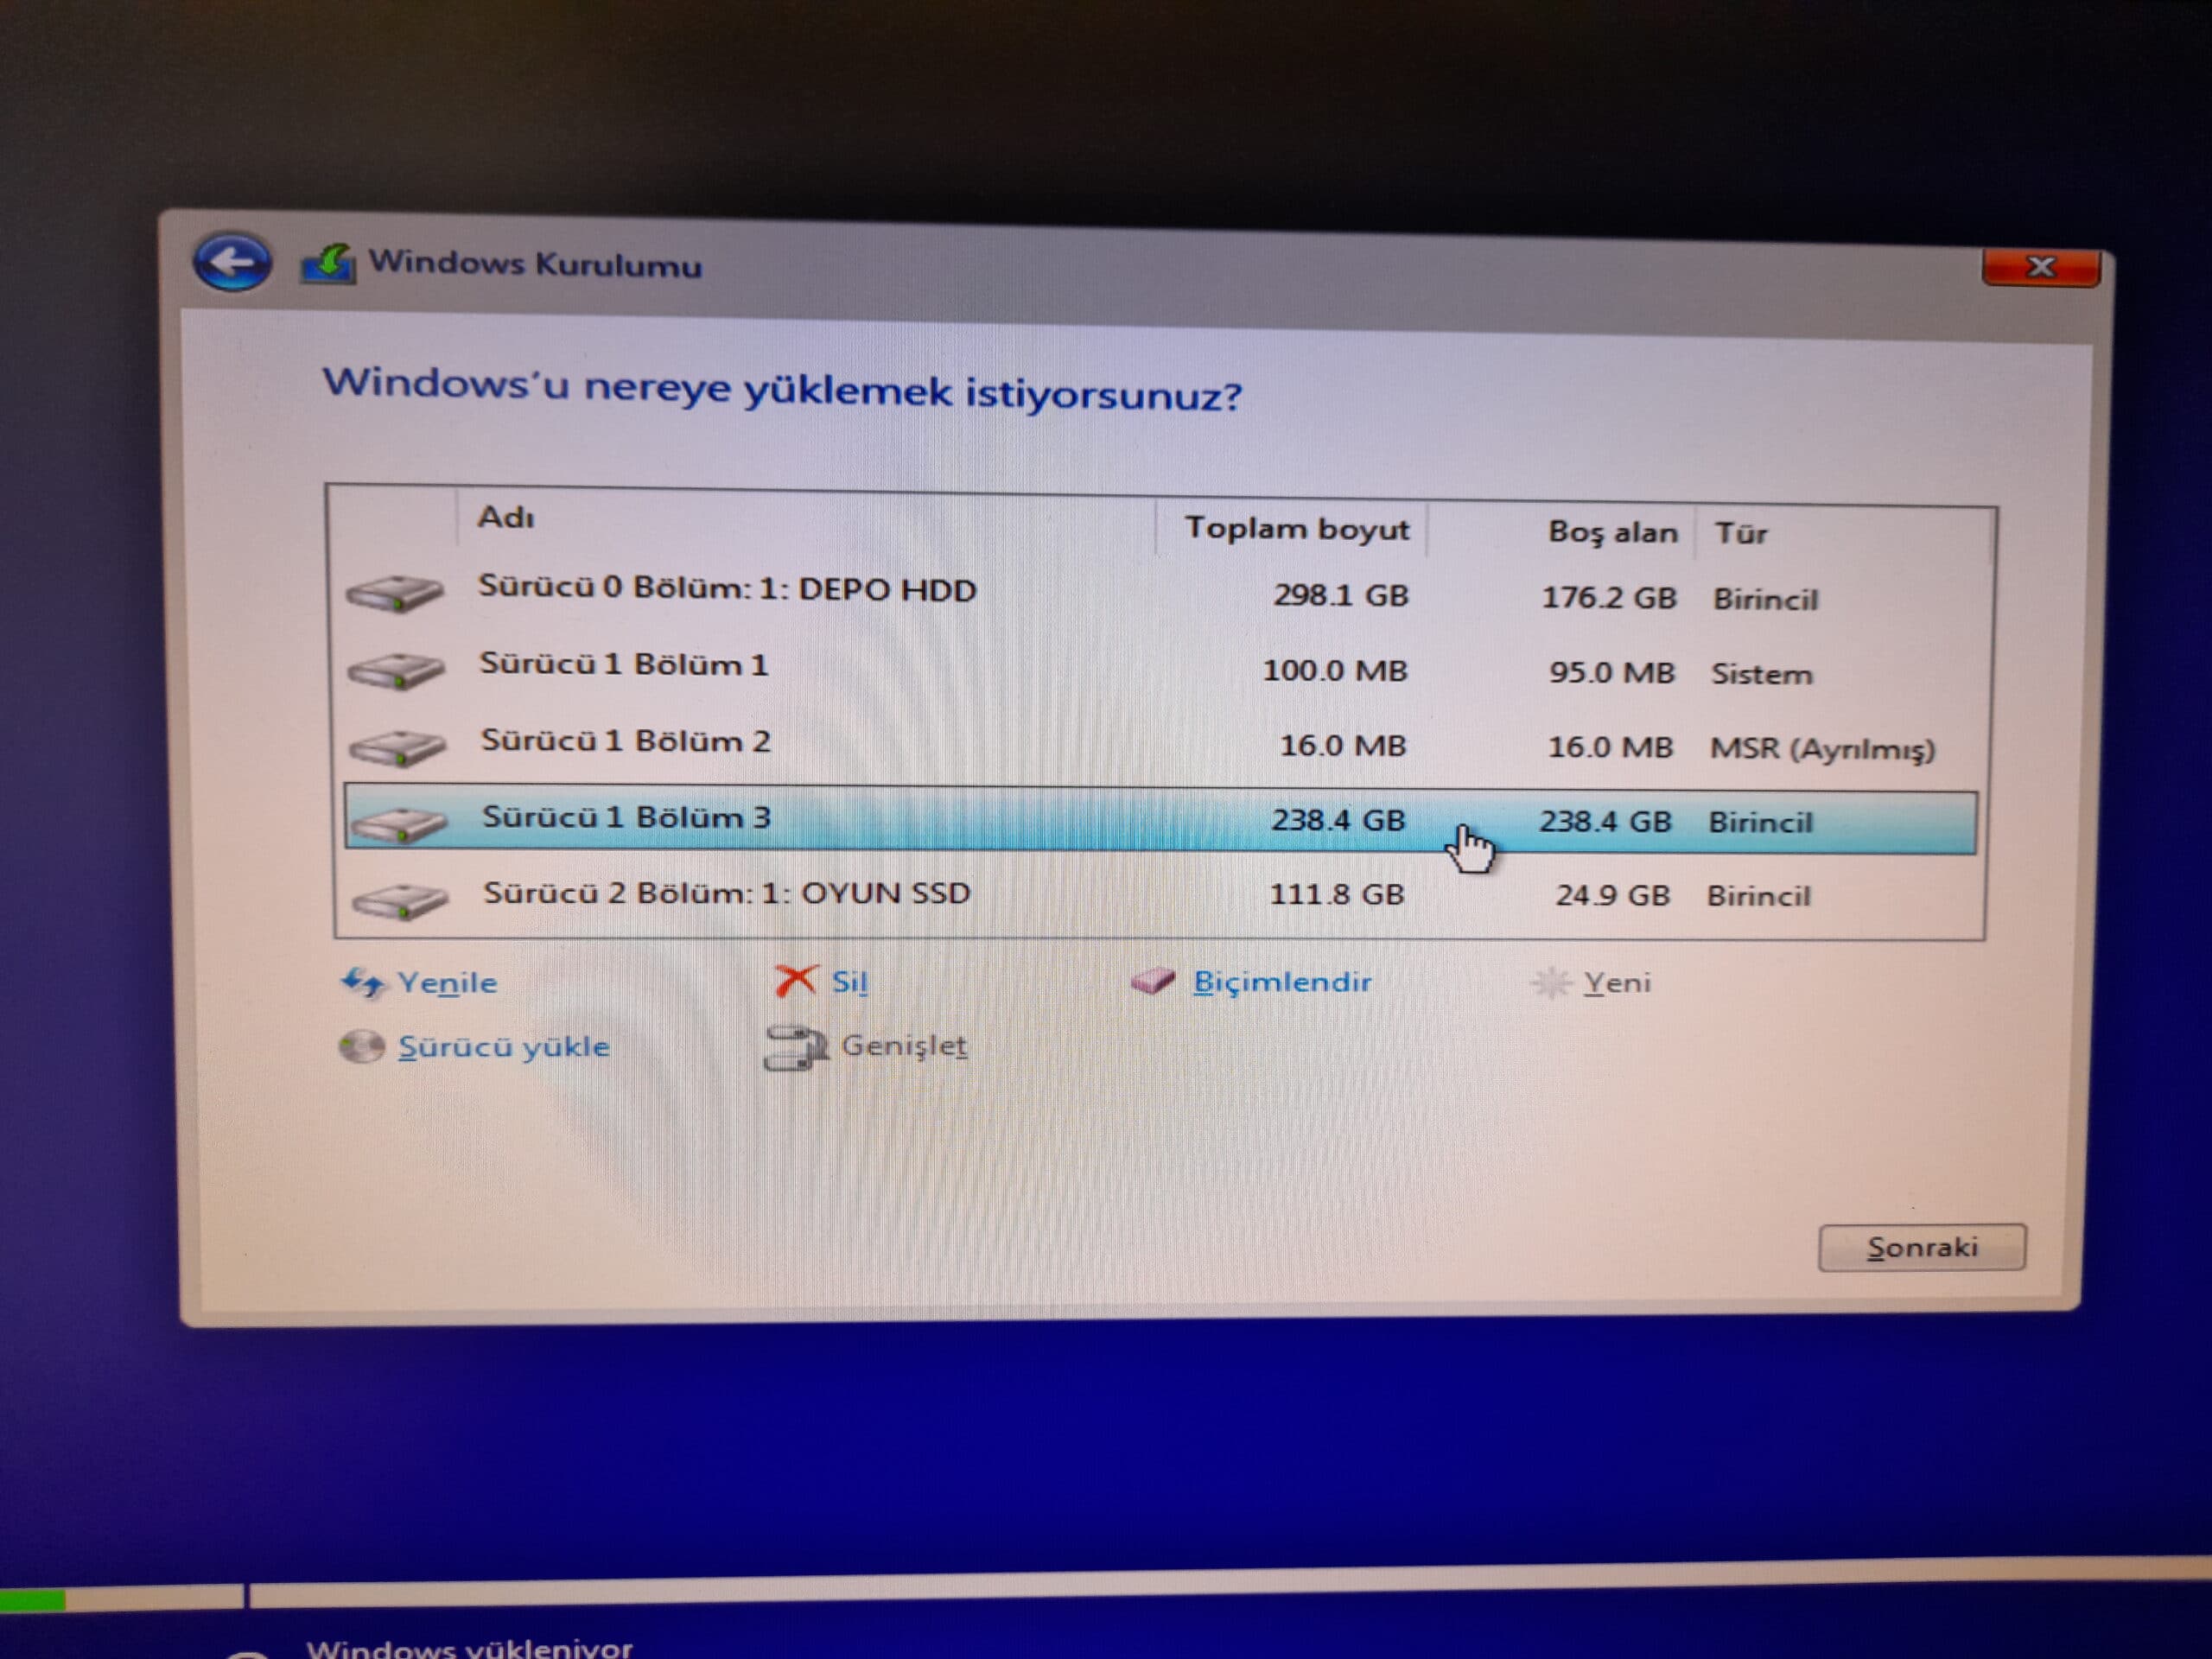 Windows Kurulumu
Windows'u nereye yüklemek istiyorsunuz?
Adı Toplam boyut Boş alan Tür
Sürücü 0 Bölüm: 1: DEPO HDD 298.1 GB 176.2 GB Birincil
Sürücü 1 Bölüm 1 100.0 MB 95.0 MB Sistem
Sürücü 1 Bölüm 2 16.0 MB 16.0 MB MSR (Ayrılmış)
Sürücü 1 Bölüm 3 238.4 GB 238.4 GB Birincil
Sürücü 2 Bölüm: 1: OYUN SSD 111.8 GB 24.9 GB Birincil
Yenile Sil Biçimlendir Yeni
Sürücü yükle Genişlet
Sonraki
Windows yükleniyor